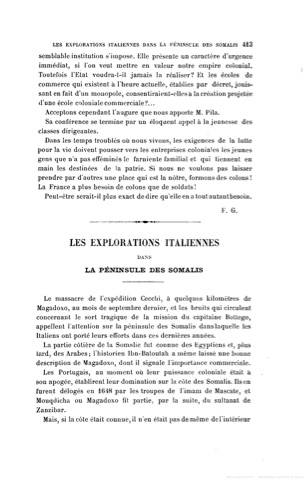 LES EXPLORATIONS ITALIENNES DANS LA PÉNINSULE DES SOMALIS 483
semblable institution s'impose. Elle présente un caractère d'urgence
immédiat, si l'on veut mettre en valeur notre empire colonial.
Toutefois l'Etat voudra-t-il jamais la réaliser? Et les écoles de
commerce qui existent à l'heure actuelle, établies par décret, jouis-
sant en fait d'un monopole, consentiraient-elles à la création projetée
d'une école coloniale commerciale?...
Acceptons cependant l'augure que nous apporte M. Pila.
Sa conférence se termine par un éloquent appel à la jeunesse des
classes dirigeantes.
Dans les temps troublés où nous vivons, les exigences de la lutte
pour la vie doivent pousser vers les entreprises coloniales les jeunes
gens que n'a pas efféminés le farniente familial et qui tiennent en
main les destinées de la patrie. Si nous ne voulons pas laisser
prendre par d'autres une place qui est la nôtre, formons des colons!
La France a plus besoin de colons que de soldats!
Peut-être serait-il plus exact de dire qu'elle en a tout autant besoin.
F. G.
LES EXPLORATIONS ITALIENNES
DANS
LA PÉNINSULE DES SOMALIS
Le massacre de l'expédition Cecchi, à quelques kilomètres de
Magadoxo, au mois de septembre dernier, et les bruits qui circulent
concernant le sort tragique de la mission du capitaine Bottego,
appellent l'attention sur la péninsule des Somalis dans laquelle les
Italiens ont porté leurs efforts dans ces dernières années.
La partie côtière de la Somalie fut connue des Egyptiens et, plus
tard, des Arabes; l'historien Ibn-Batoutah a même laissé une bonne
description de Magadoxo, dont il signale l'importance commerciale.
Les Portugais, au moment où leur puissance coloniale était à
son apogée, établirent leur domination sur la côte des Somalis. Ils en
furent délogés en 1648 par les troupes de l'imam de Mascate, et
Mouqdicha ou Magadoxo fit partie, par la suite, du sultanat de
Zanzibar.
Mais, si la côte était connue, il n'en était pas de même de l'intérieur